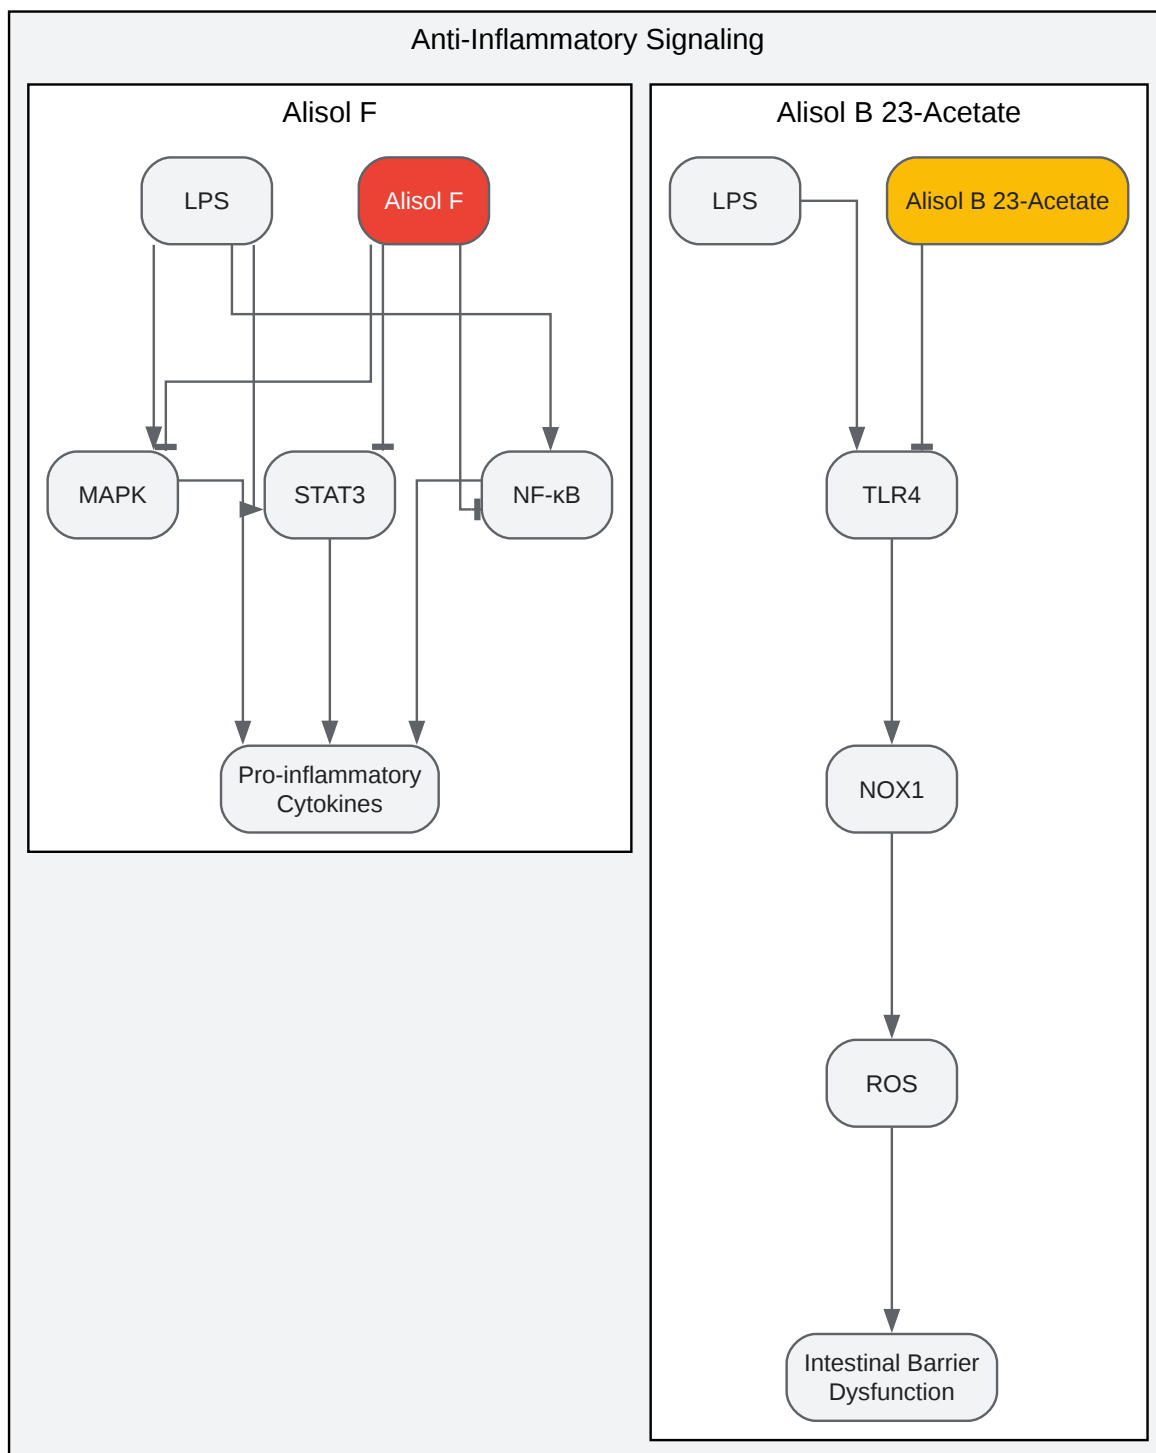 Anti-Inflammatory Signaling
Alisol F
LPS
Alisol F
MAPK
STAT3
NF-κB
Pro-inflammatory
Cytokines
Alisol B 23-Acetate
LPS
Alisol B 23-Acetate
TLR4
NOX1
ROS
Intestinal Barrier
Dysfunction